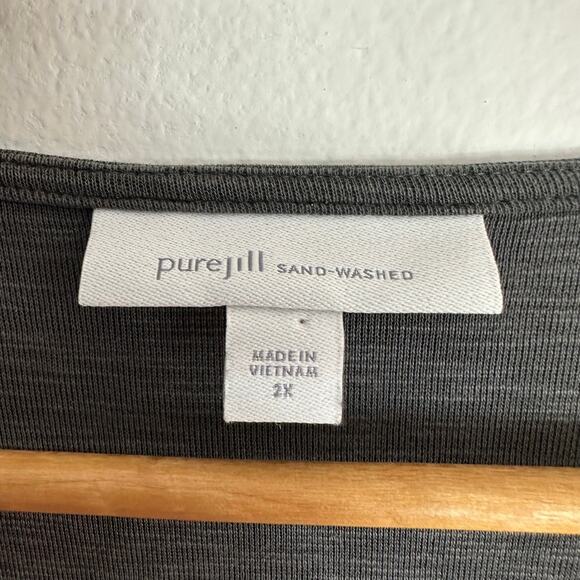 purejill SAND-WASHED
MADE IN
VIETNAM
2X